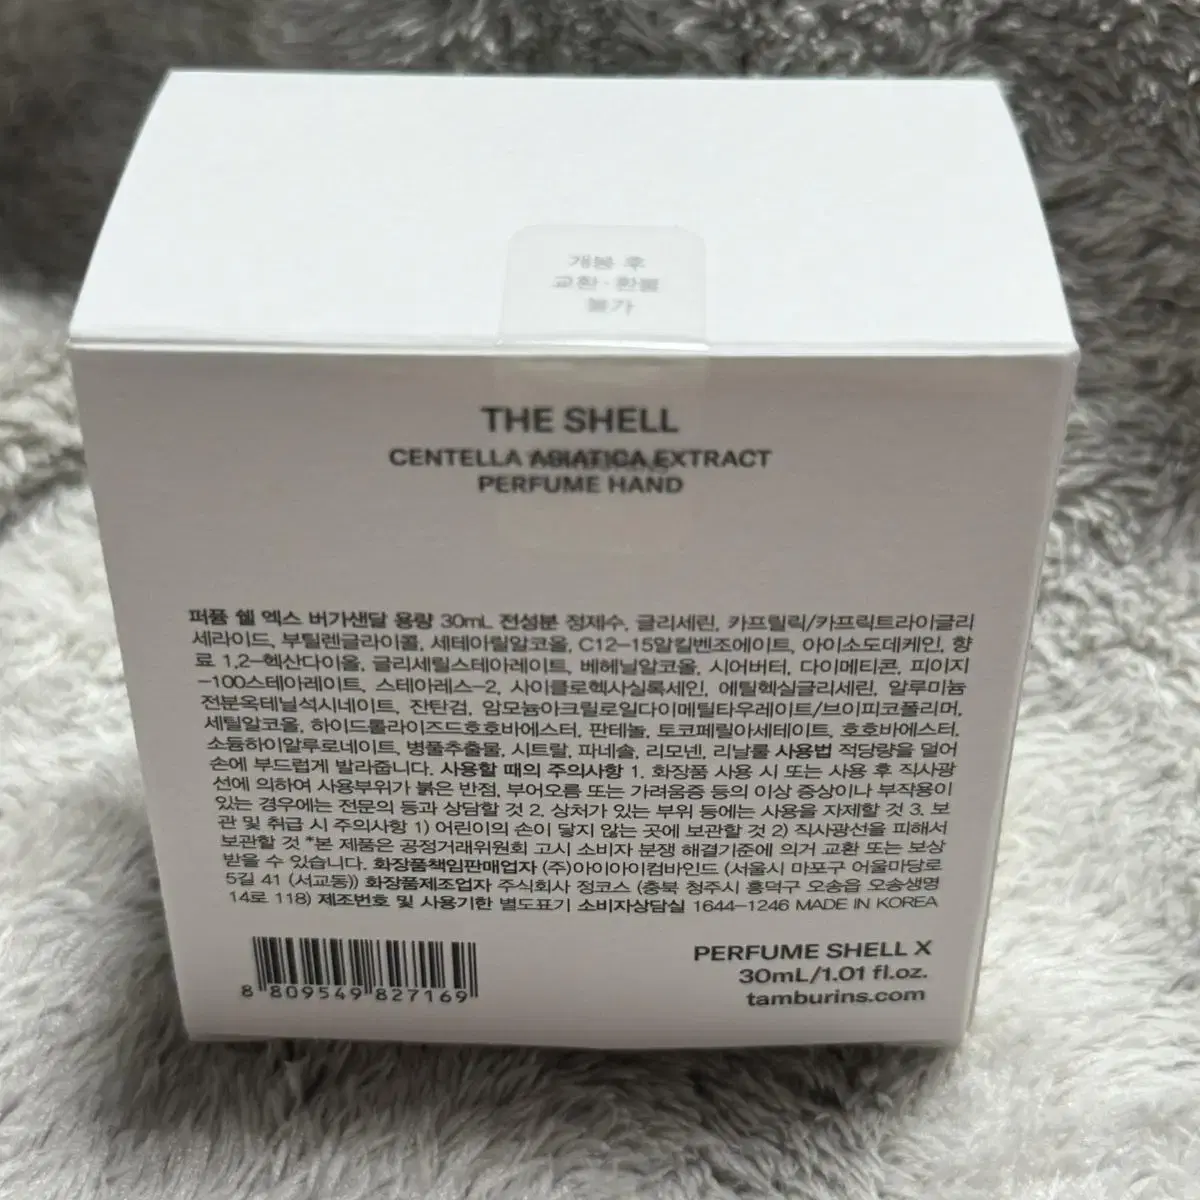 개봉 후
교환·환불
불가
THE SHELL
CENTELLA ASIATICA EXTRACT
PERFUME HAND
퍼퓸 쉘 엑스 버가샌달 용량 30mL 전성분 정제수, 글리세린, 카프릴릭/카프릭트라이글리
세라이드, 부틸렌글라이콜, 세테아릴알코올, C12-15알킬벤조에이트, 아이소도데케인, 향
료 1,2-헥산다이올, 글리세릴스테아레이트, 베헤닐알코올, 시어버터, 다이메티콘, 피이지
-100스테아레이트, 스테아레스-2, 사이클로헥사실록세인, 에틸헥실글리세린, 알루미늄
전분옥테닐석시네이트, 잔탄검, 암모늄아크릴로일다이메틸타우레이트/브이피코폴리머,
세틸알코올, 하이드롤라이즈드호호바에스터, 판테놀, 토코페릴아세테이트, 호호바에스터,
소듐하이알루로네이트, 병풀추출물, 시트랄, 파네솔, 리모넨, 리날룰 사용법 적당량을 덜어
손에 부드럽게 발라줍니다. 사용할 때의 주의사항 1. 화장품 사용 시 또는 사용 후 직사광
선에 의하여 사용부위가 붉은 반점, 부어오름 또는 가려움증 등의 이상 증상이나 부작용이
있는 경우에는 전문의 등과 상담할 것 2. 상처가 있는 부위 등에는 사용을 자제할 것 3. 보
관 및 취급 시 주의사항 1) 어린이의 손이 닿지 않는 곳에 보관할 것 2) 직사광선을 피해서
보관할 것 *본 제품은 공정거래위원회 고시 소비자 분쟁 해결기준에 의거 교환 또는 보상
받을 수 있습니다. 화장품책임판매업자 (주)아이아이컴바인드 (서울시 마포구 어울마당로
5길 41 (서교동)) 화장품제조업자 주식회사 정코스 (충북 청주시 흥덕구 오송읍 오송생명
14로 118) 제조번호 및 사용기한 별도표기 소비자상담실 1644-1246 MADE IN KOREA
8 809549 827169
PERFUME SHELL X
30mL/1.01 fl.oz.
tamburins.com